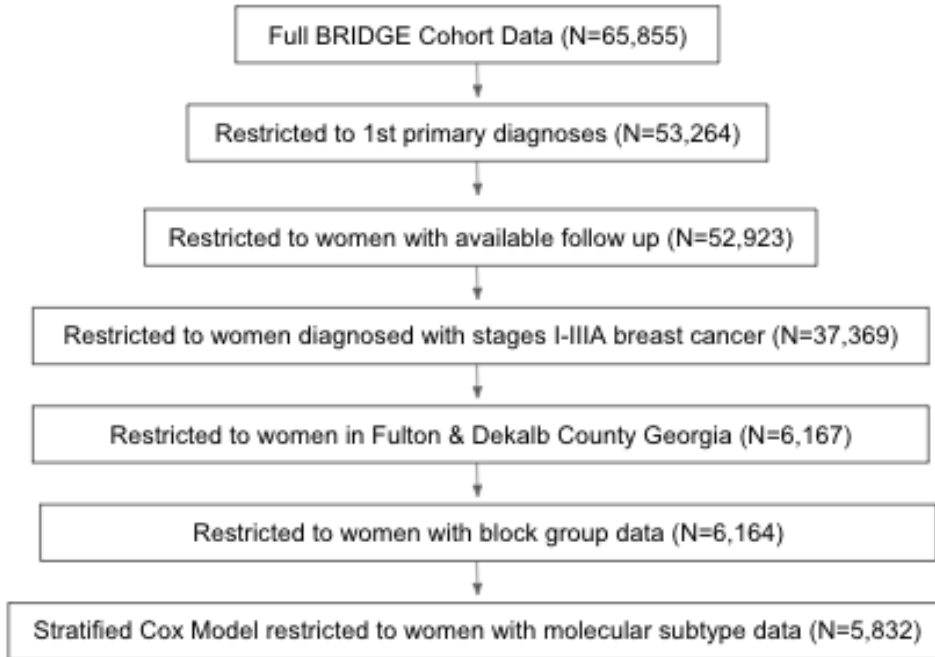 Full BRIDGE Cohort Data (N=65,855)
Restricted to 1st primary diagnoses (N=53,264)
Restricted to women with available follow up (N=52,923)
Restricted to women diagnosed with stages I-IIIA breast cancer (N=37,369)
Restricted to women in Fulton & Dekalb County Georgia (N=6,167)
Restricted to women with block group data (N=6,164)
Stratified Cox Model restricted to women with molecular subtype data (N=5,832)